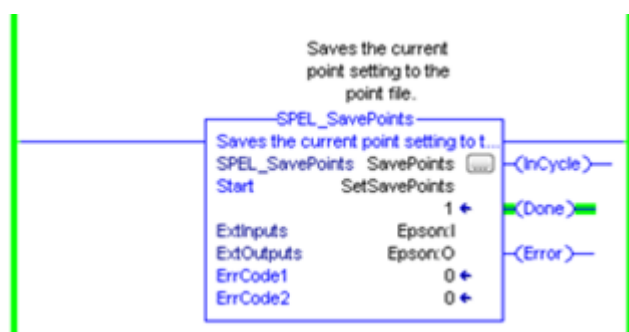 Saves the current
point setting to the
point file.
SPEL_SavePoints
Saves the current point setting to t...
SPEL_SavePoints SavePoints ...
(InCycle)
Start SetSavePoints
1
(Done)
ExtInputs Epson:I
ExtOutputs Epson:O
(Error)
ErrCode1 0
ErrCode2 0